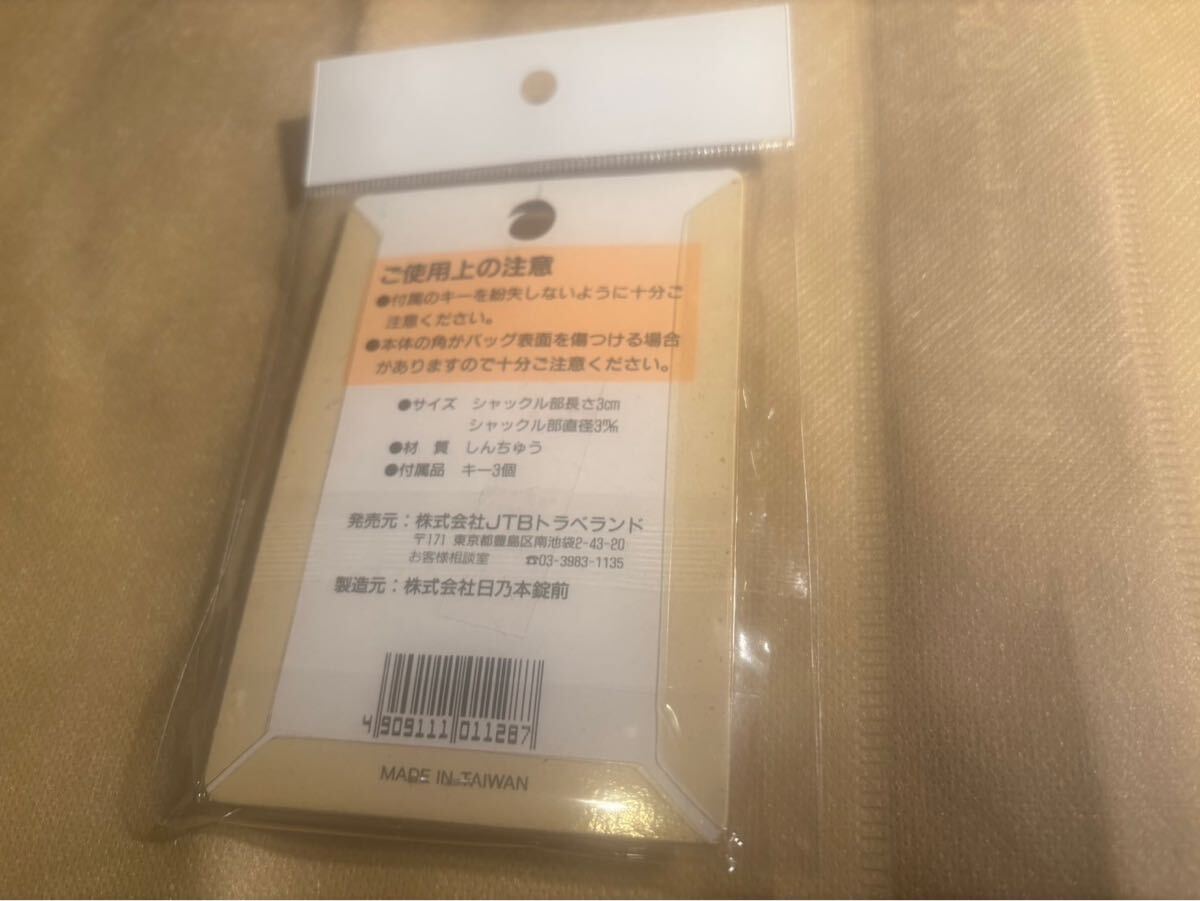 ご使用上の注意
●付属のキーを紛失しないように十分ご
注意ください。
●本体の角がバッグ表面を傷つける場合
がありますので十分ご注意ください。
●サイズ シャックル部長さ3cm
シャックル部直径3㎜
●材 質 しんちゅう
●付属品 キー3個
発売元：株式会社JTBトラベランド
〒171 東京都豊島区南池袋2-43-20
お客様相談室 ☎03-3983-1135
製造元：株式会社日乃本錠前
4 909111 011287
MADE IN TAIWAN